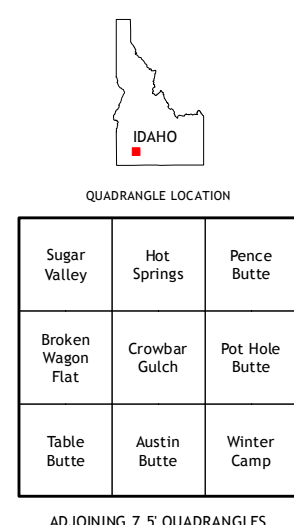 IDAHO
QUADRANGLE LOCATION
Sugar
Valley
Hot
Springs
Pence
Butte
Broken
Wagon
Flat
Crowbar
Gulch
Pot Hole
Butte
Table
Butte
Austin
Butte
Winter
Camp
ADJOINING 7.5' QUADRANGLES